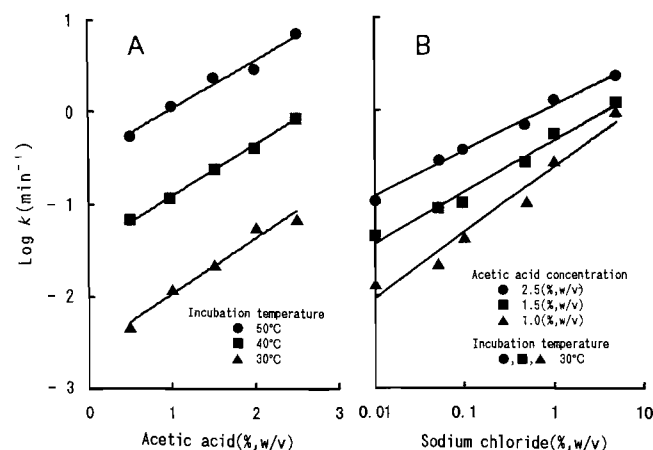 A
B
1
0
- 1
- 2
- 3
Log k(min⁻¹)
Incubation temperature
● 50°C
■ 40°C
▲ 30°C
0
1
2
3
Acetic acid(%,w/v)
Acetic acid concentration
● 2.5(%,w/v)
■ 1.5(%,w/v)
▲ 1.0(%,w/v)
Incubation temperature
●,■,▲ 30°C
0.01
0.1
1
10
Sodium chloride(%,w/v)